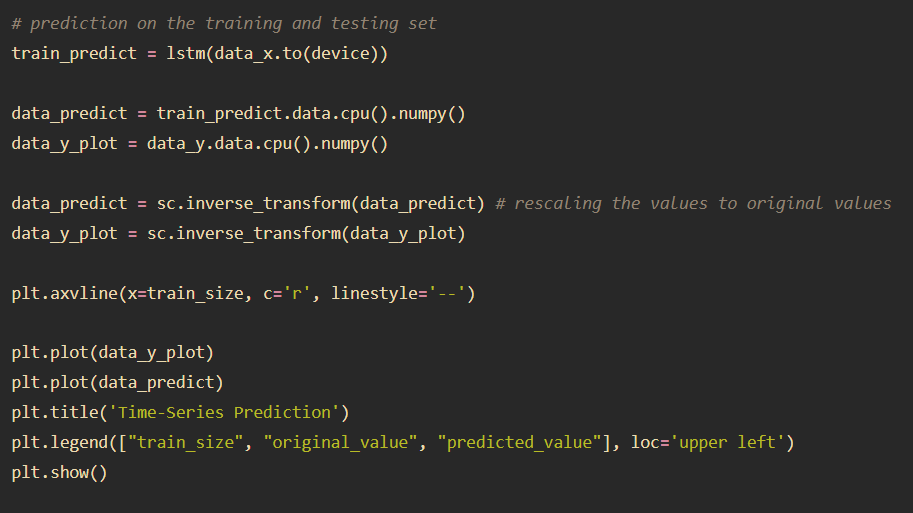 # prediction on the training and testing set
train_predict = lstm(data_x.to(device))
data_predict = train_predict.data.cpu().numpy()
data_y_plot = data_y.data.cpu().numpy()
data_predict = sc.inverse_transform(data_predict) # rescaling the values to original values
data_y_plot = sc.inverse_transform(data_y_plot)
plt.axvline(x=train_size, c='r', linestyle='--')
plt.plot(data_y_plot)
plt.plot(data_predict)
plt.title('Time-Series Prediction')
plt.legend(["train_size", "original_value", "predicted_value"], loc='upper left')
plt.show()